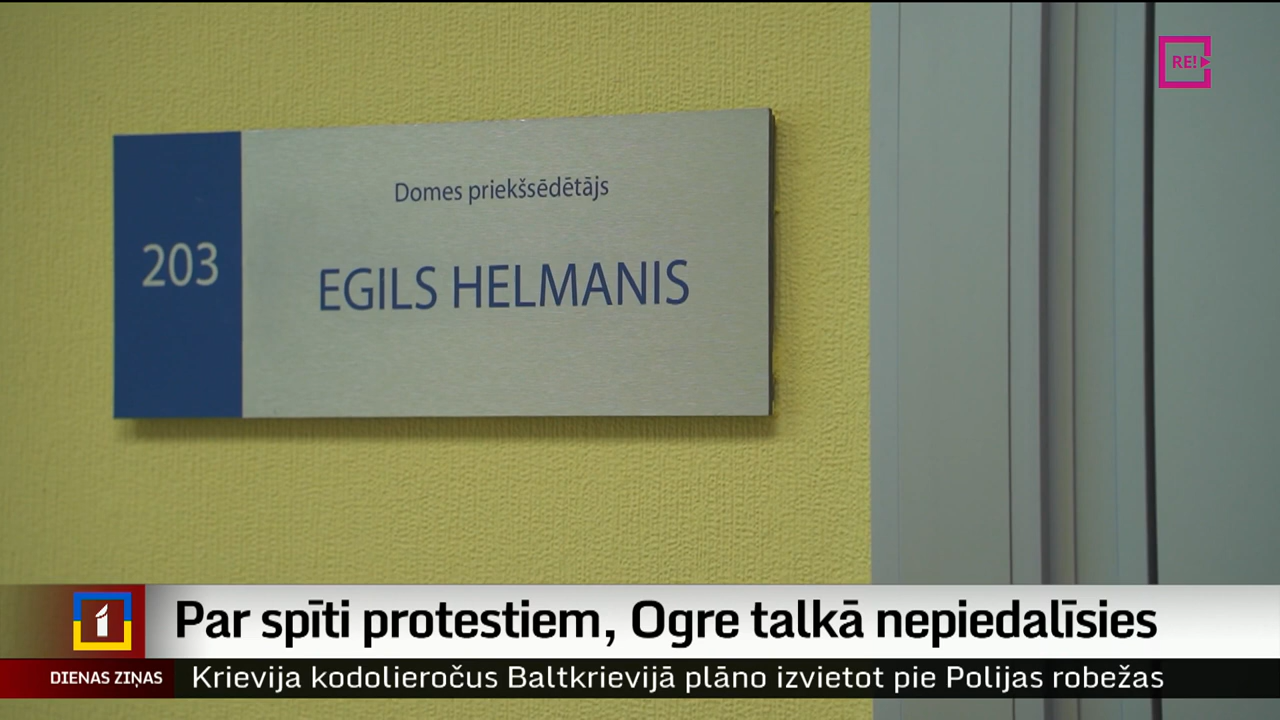 RE!
Domes priekšsēdētājs
203
EGILS HELMANIS
1
Par spīti protestiem, Ogre talkā nepiedalīsies
DIENAS ZIŅAS
Krievija kodolieročus Baltkrievijā plāno izvietot pie Polijas robežas